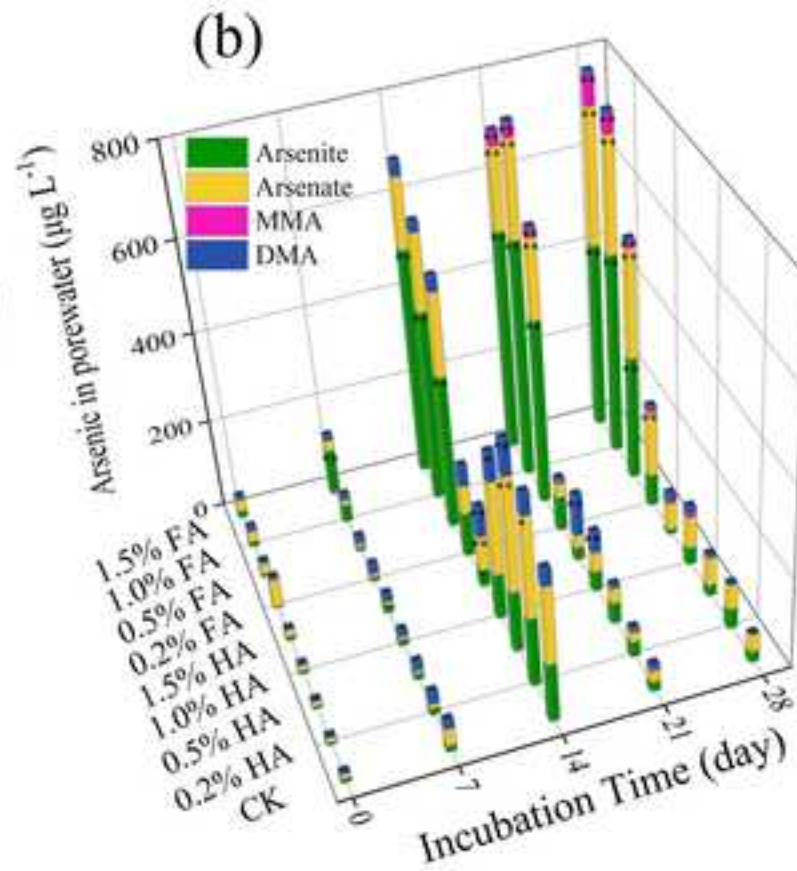 (b)
Arsenic in porewater (µg L⁻¹)
800
600
400
200
0
Arsenite
Arsenate
MMA
DMA
1.5% FA
1.0% FA
0.5% FA
0.2% FA
1.5% HA
1.0% HA
0.5% HA
0.2% HA
CK
0
7
14
21
28
Incubation Time (day)